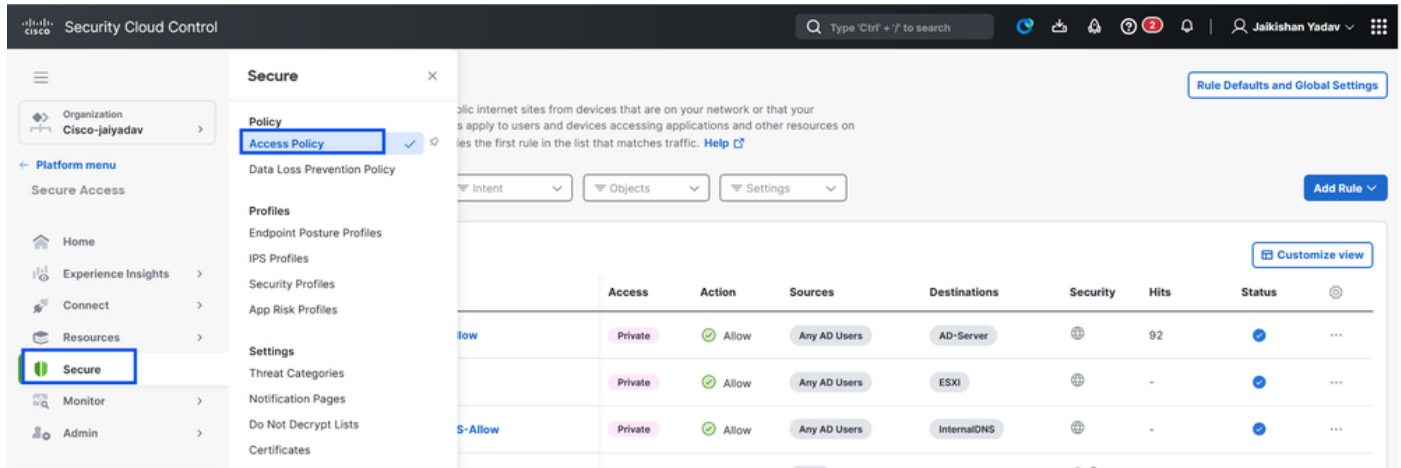 CISCO Security Cloud Control
Type 'Ctrl' + '/' to search
2
Jaikishan Yadav
Organization
Cisco-jaiyadav
← Platform menu
Secure Access
Home
Experience Insights
Connect
Resources
Secure
Monitor
Admin
Secure
Policy
Access Policy
Data Loss Prevention Policy
Profiles
Endpoint Posture Profiles
IPS Profiles
Security Profiles
App Risk Profiles
Settings
Threat Categories
Notification Pages
Do Not Decrypt Lists
Certificates
Rule Defaults and Global Settings
blic internet sites from devices that are on your network or that your
s apply to users and devices accessing applications and other resources on
ies the first rule in the list that matches traffic. Help
Intent
Objects
Settings
Add Rule
Customize view
Access Action Sources Destinations Security Hits Status
llow Private Allow Any AD Users AD-Server 92 ...
Private Allow Any AD Users ESXI - ...
S-Allow Private Allow Any AD Users InternalDNS - ...